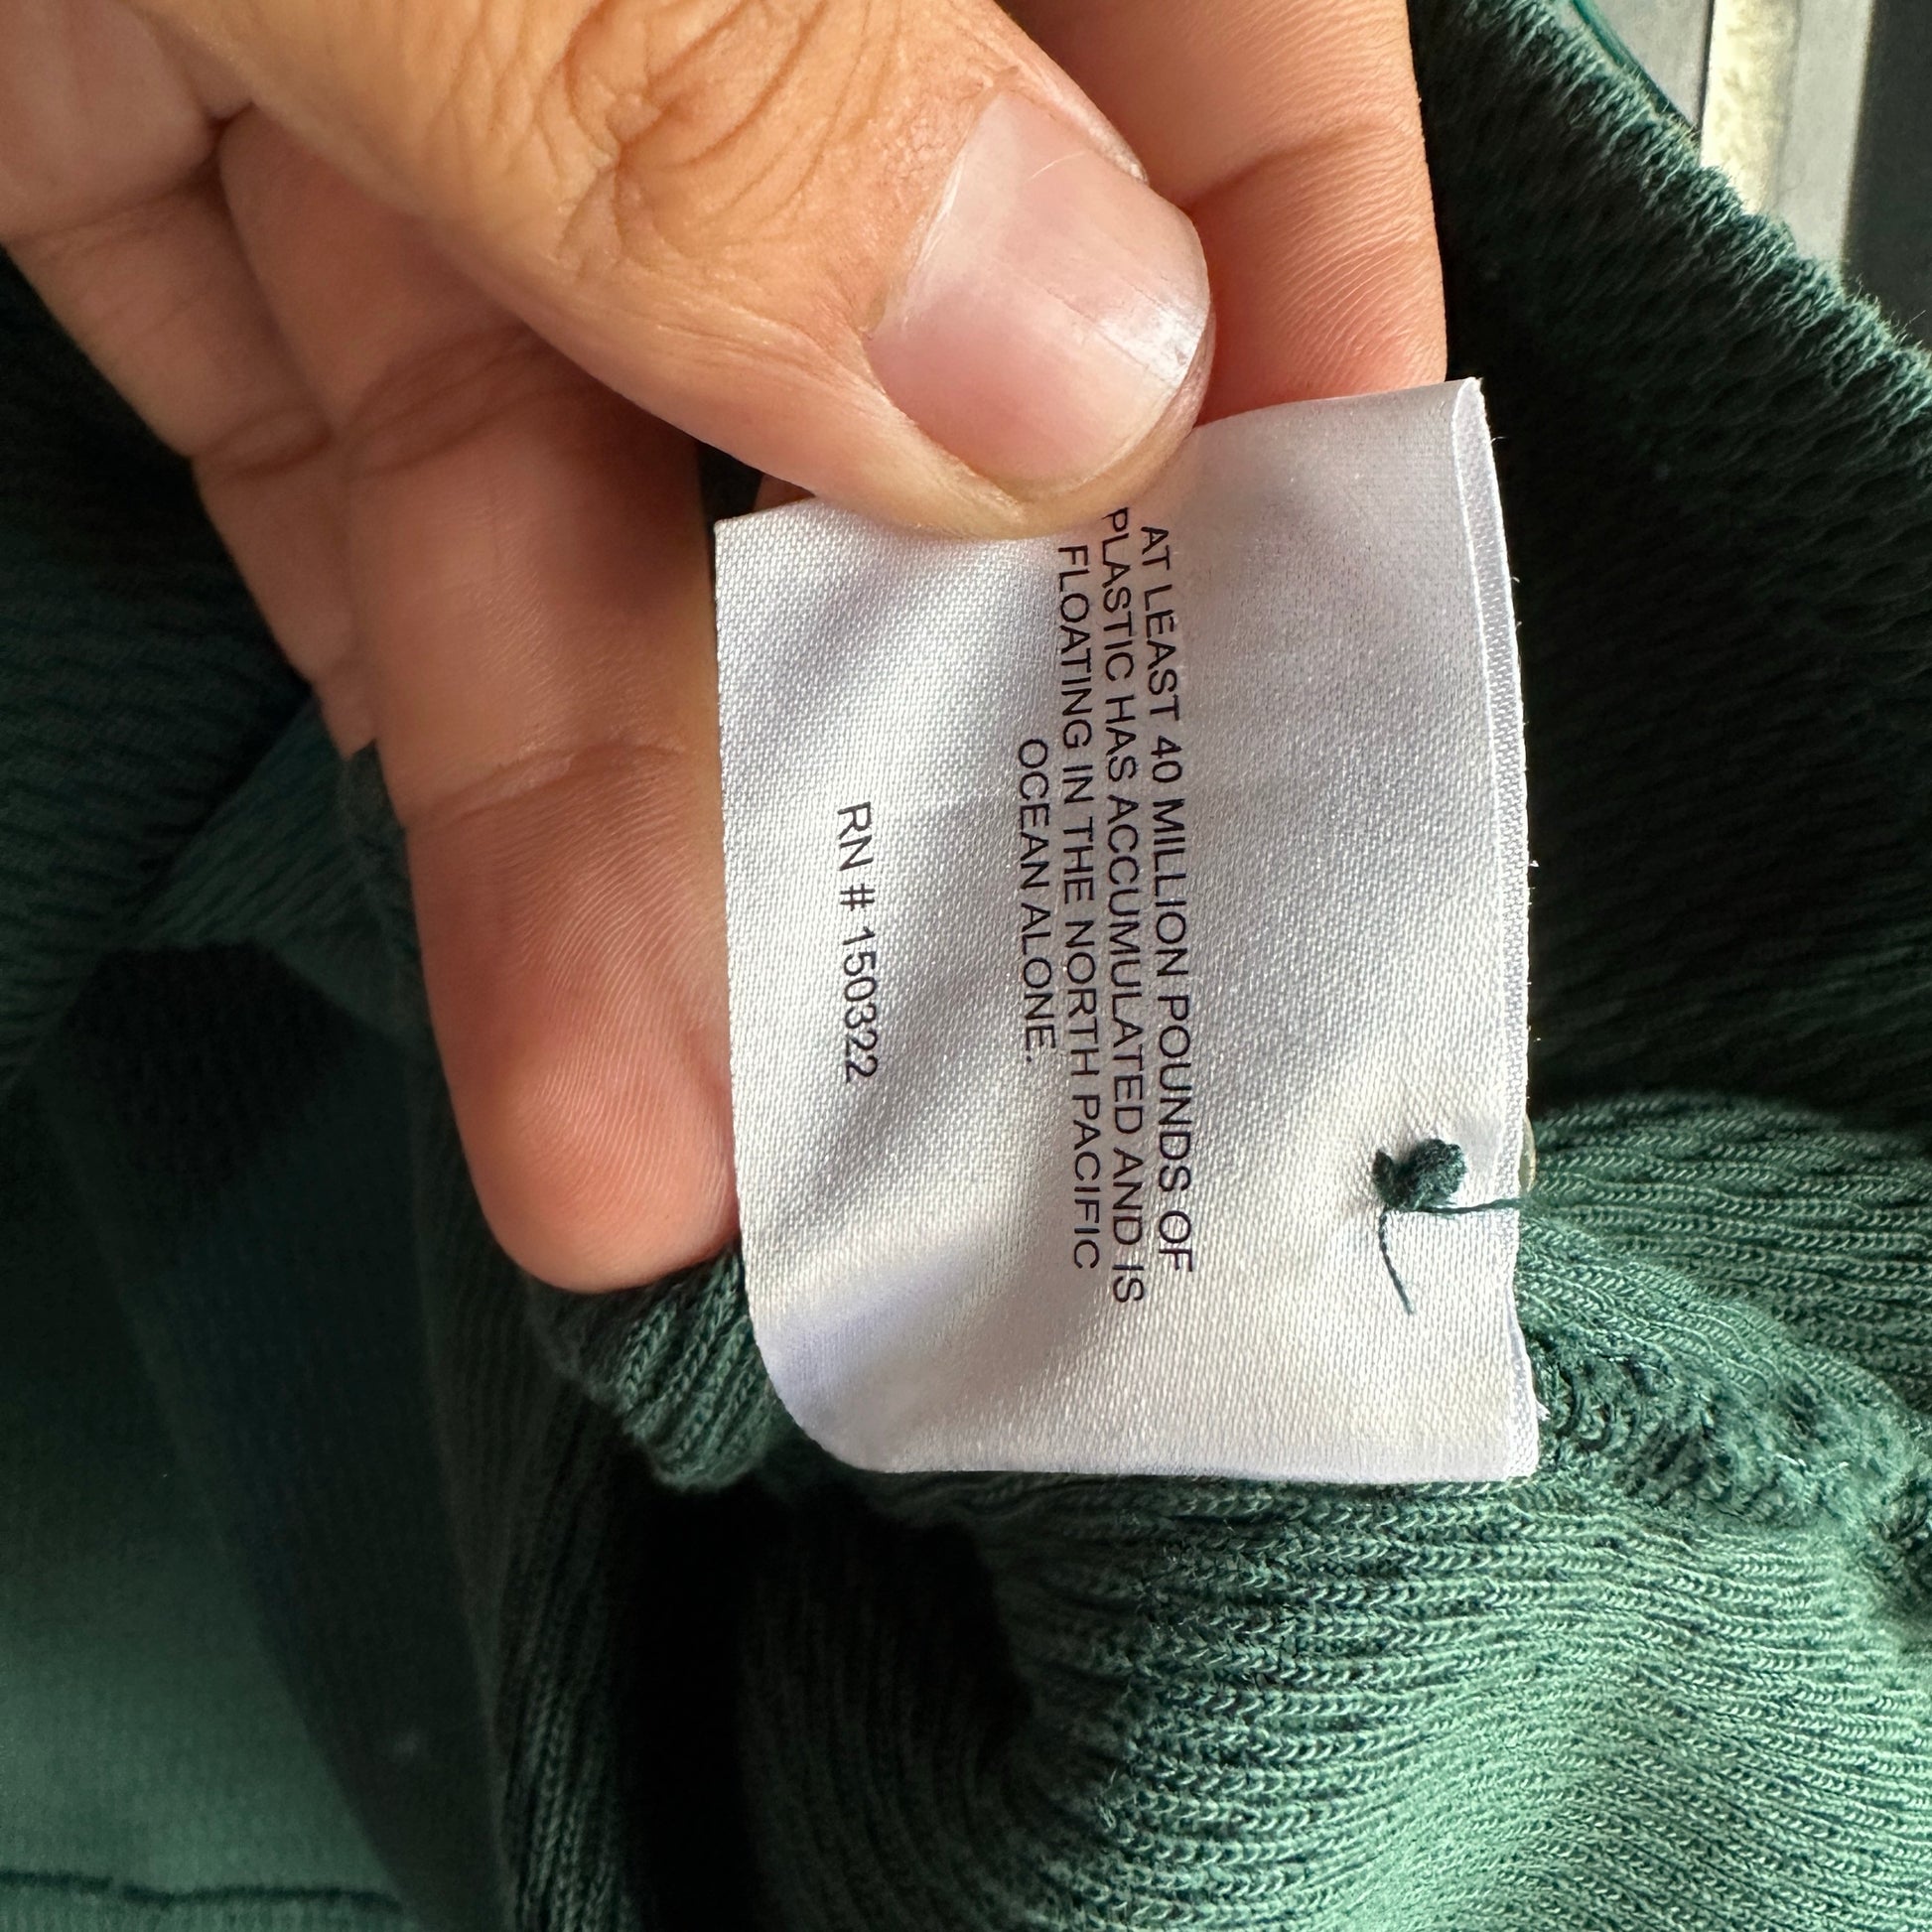 AT LEAST 40 MILLION POUNDS OF
PLASTIC HAS ACCUMULATED AND IS
FLOATING IN THE NORTH PACIFIC
OCEAN ALONE.
RN # 150322